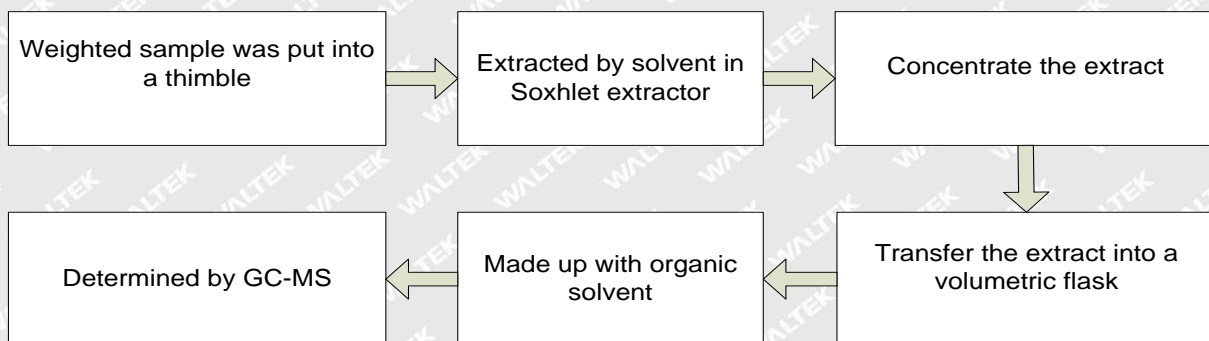 Weighted sample was put into
a thimble
Extracted by solvent in
Soxhlet extractor
Concentrate the extract
Transfer the extract into a
volumetric flask
Made up with organic
solvent
Determined by GC-MS
WALTEK